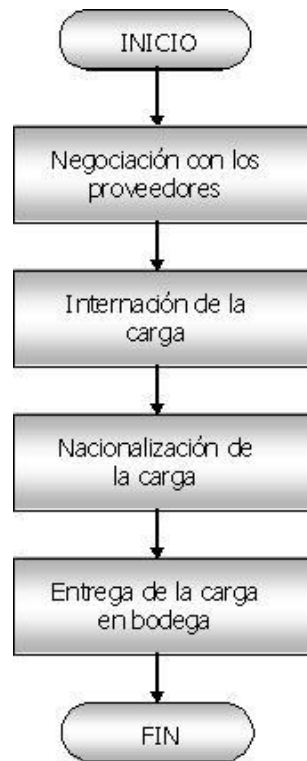 INICIO
Negociación con los
proveedores
Internación de la
carga
Nacionalización de
la carga
Entrega de la carga
en bodega
FIN